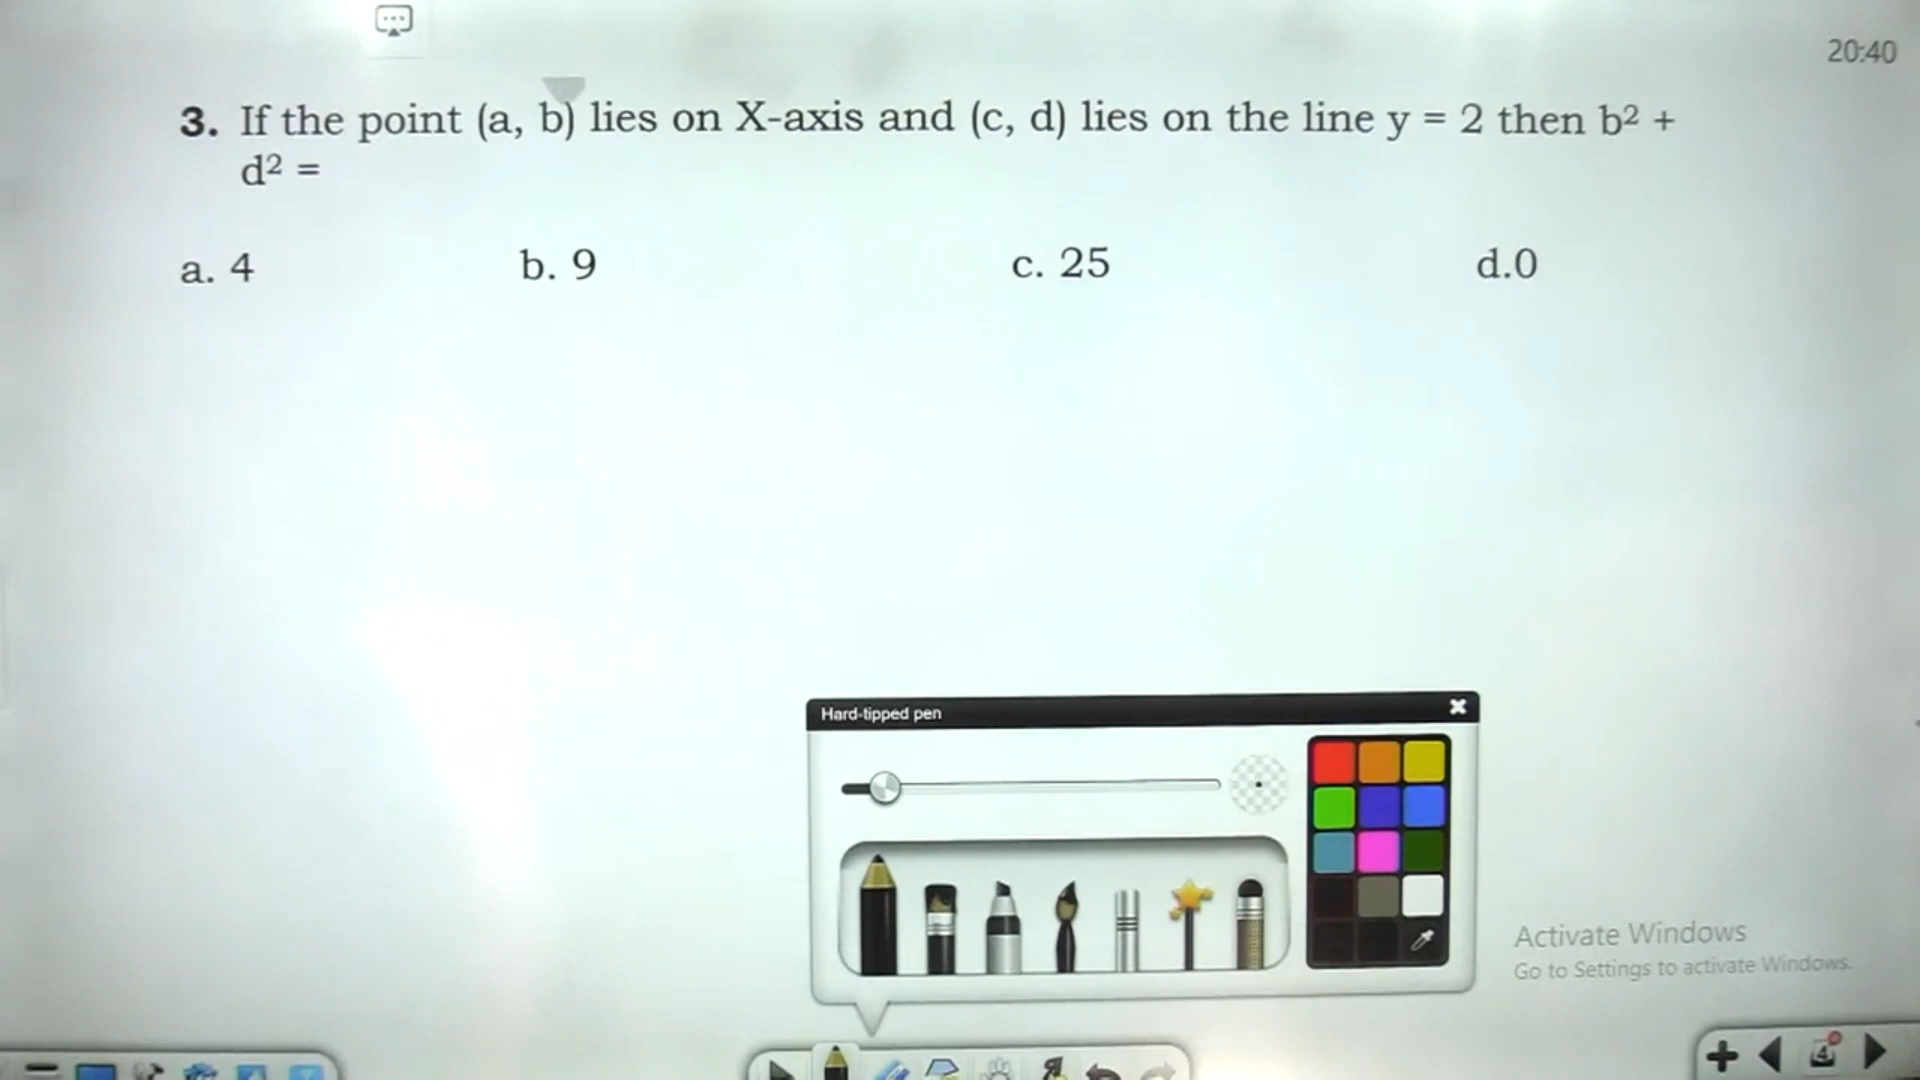 20:40
3. If the point (a, b) lies on X-axis and (c, d) lies on the line y = 2 then b² +
d² =
a. 4 b. 9 c. 25 d.0
Hard-tipped pen
Activate Windows
Go to Settings to activate Windows.
4